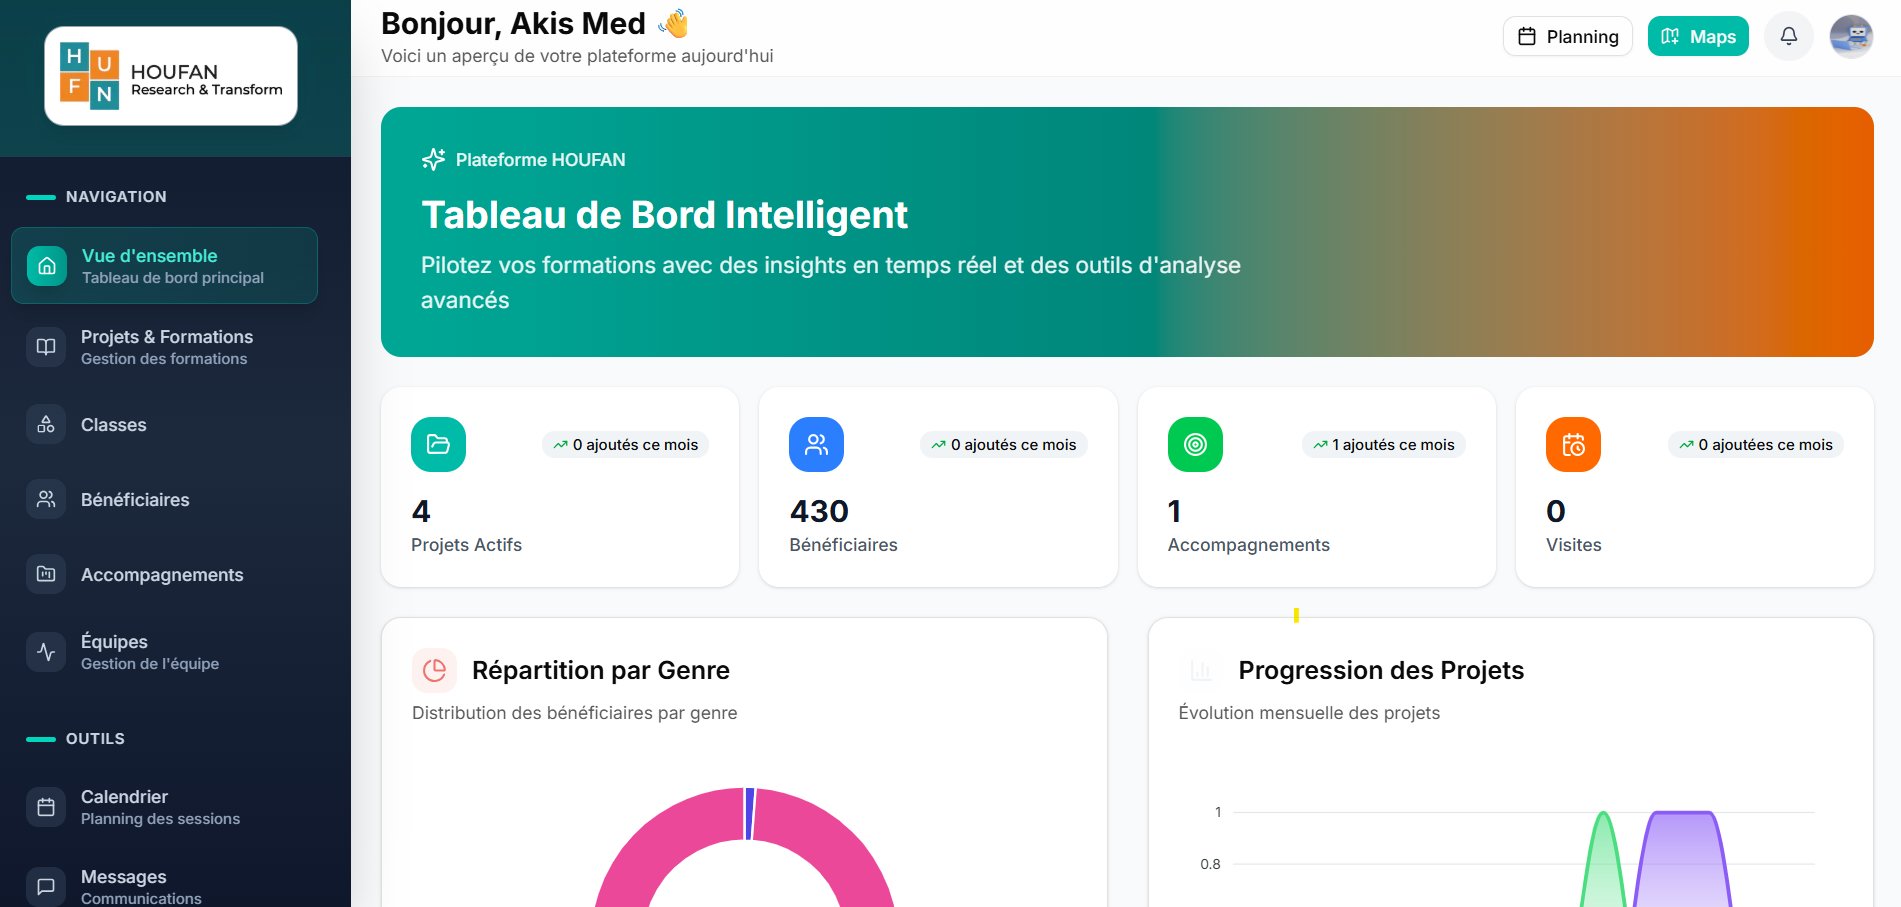 H
U
F
N
HOUFAN
Research & Transform
NAVIGATION
Vue d'ensemble
Tableau de bord principal
Projets & Formations
Gestion des formations
Classes
Bénéficiaires
Accompagnements
Équipes
Gestion de l'équipe
OUTILS
Calendrier
Planning des sessions
Messages
Communications
Bonjour, Akis Med 👋
Voici un aperçu de votre plateforme aujourd'hui
Planning
Maps
Plateforme HOUFAN
Tableau de Bord Intelligent
Pilotez vos formations avec des insights en temps réel et des outils d'analyse
avancés
0 ajoutés ce mois
4
Projets Actifs
0 ajoutés ce mois
430
Bénéficiaires
1 ajoutés ce mois
1
Accompagnements
0 ajoutées ce mois
0
Visites
Répartition par Genre
Distribution des bénéficiaires par genre
Progression des Projets
Évolution mensuelle des projets
1
0.8